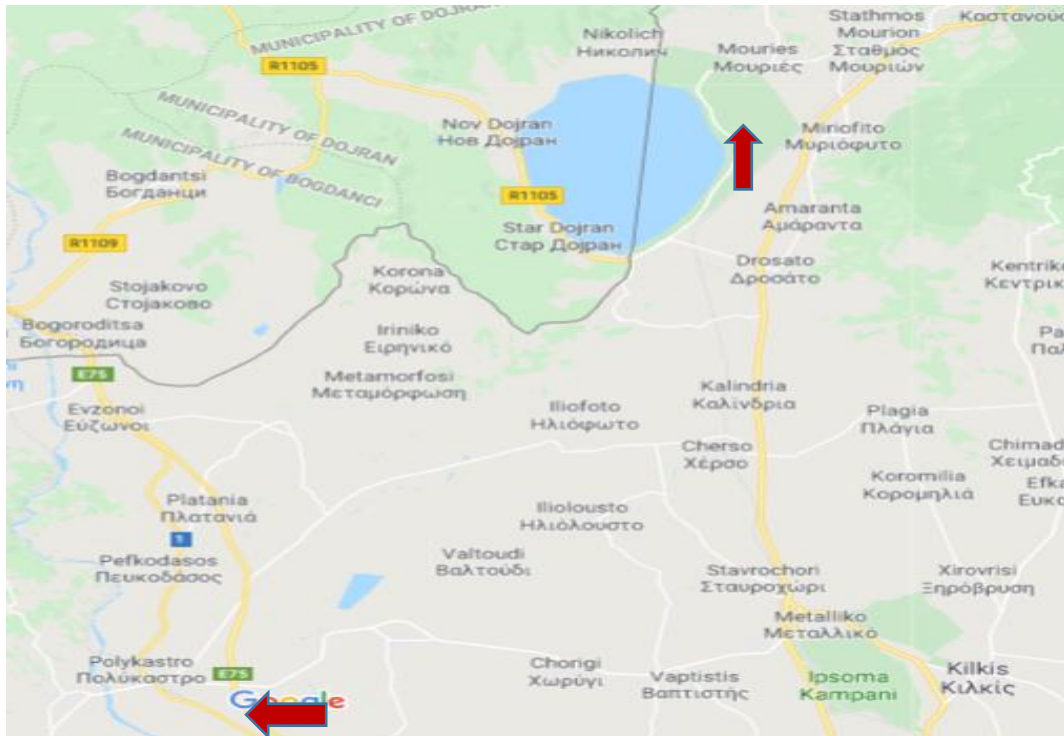 Nikolich
Николич
Stathmos
Mourion
Σταθμός
Μουριών
Mouries
Μουριές
MUNICIPALITY OF DOJRAN
R1105
MUNICIPALITY OF DOJRAN
MUNICIPALITY OF BOGDANCI
Nov Dojran
Нов Дојран
Miriofito
Μυριόφυτο
Bogdantsi
Богданци
R1105
Amaranta
Αμάραντα
Star Dojran
Стар Дојран
R1109
Drosato
Δροσάτο
Korona
Κορώνα
Stojakovo
Стојаково
Bogoroditsa
Богородица
Iriniko
Ειρηνικό
E75
Metamorfosi
Μεταμόρφωση
Kalindria
Καλίνδρια
Evzonoi
Εύζωνοι
Iliofoto
Ηλιόφωτο
Plagia
Πλάγια
Cherso
Χέρσο
Koromilia
Κορομηλιά
Platania
Πλατανιά
Iliolousto
Ηλιόλουστο
1
Pefkodasos
Πευκοδάσος
Valtoudi
Βαλτούδι
Stavrochori
Σταυροχώρι
Xirovrisi
Ξηρόβρυση
Metalliko
Μεταλλικό
Polykastro
Πολύκαστρο
E75
Chorigi
Χωρύγι
Vaptistis
Βαπτιστής
Ipsoma
Kampani
Kilkis
Κιλκίς
Google